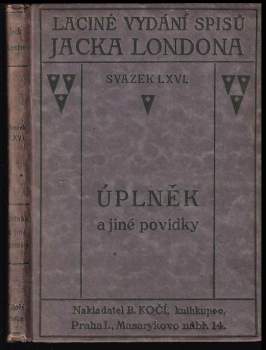 LACINÉ VYDÁNÍ SPISŮ
JACKA LONDONA
SVAZEK LXVI.
ÚPLNĚK
a jiné povídky
Nakladatel B. KOČÍ, knihkupec,
Praha I., Masarykovo nábř. 14.